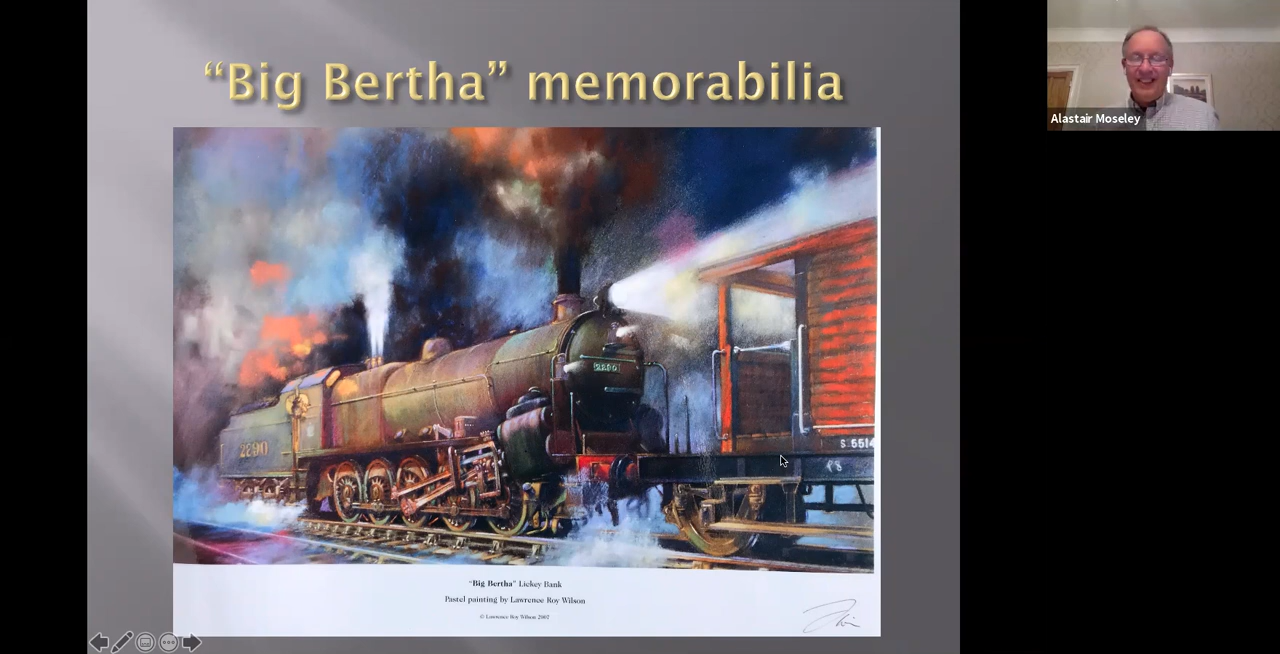 “Big Bertha” memorabilia
Alastair Moseley
2290
2290
S 5514
“Big Bertha” Lickey Bank
Pastel painting by Lawrence Roy Wilson
© Lawrence Roy Wilson 2007